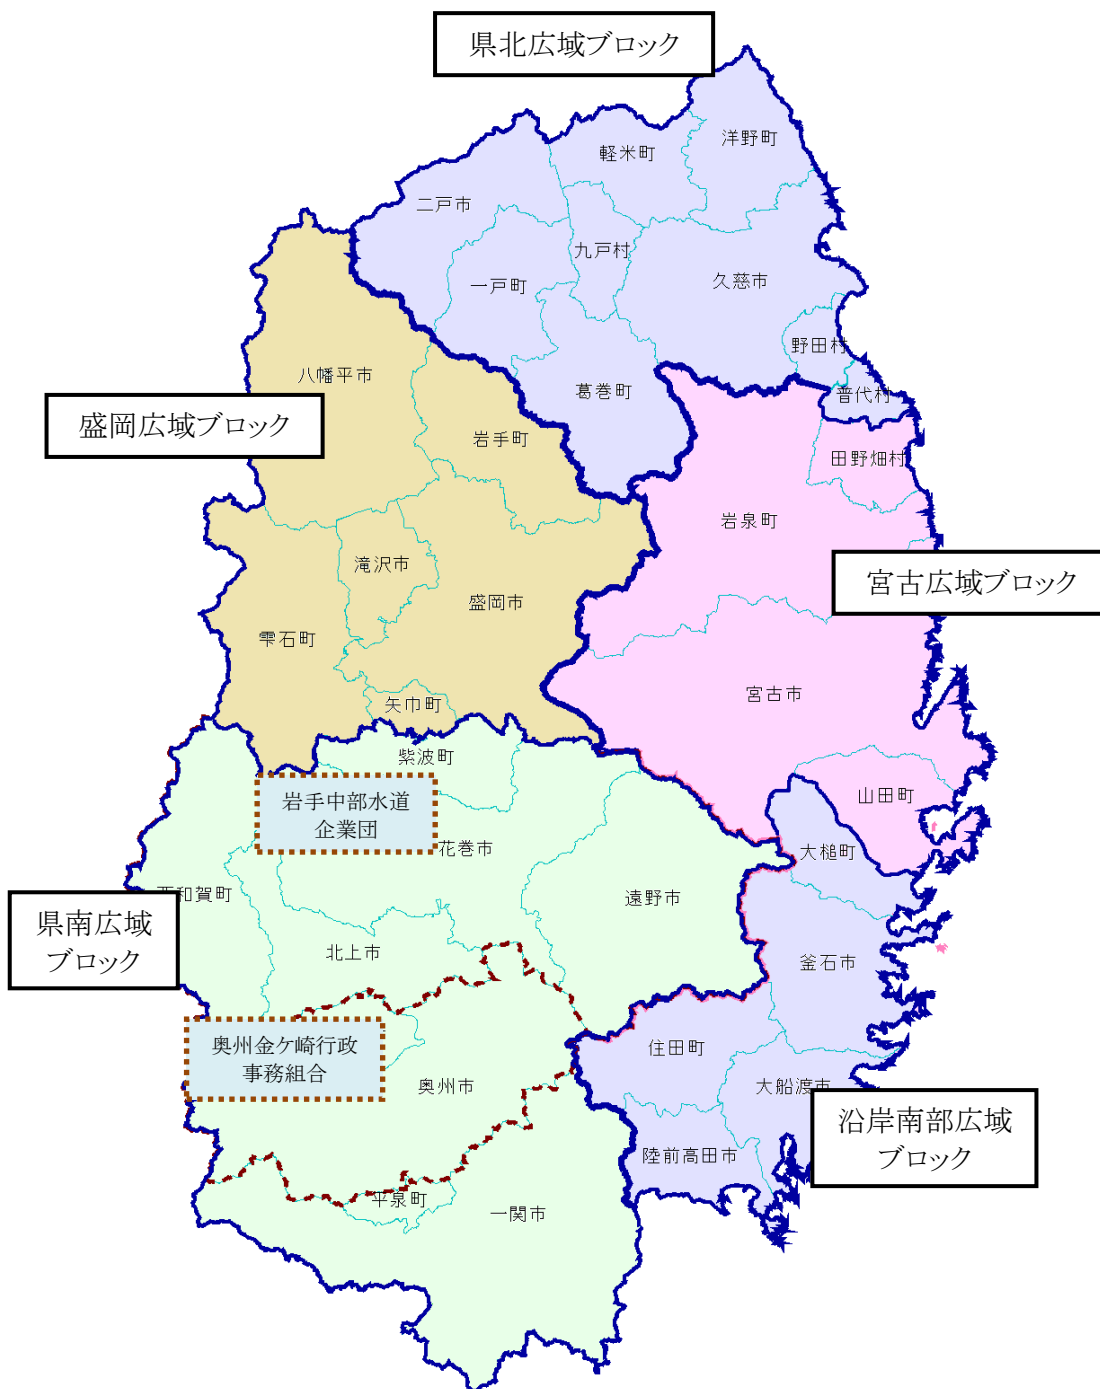 県北広域ブロック
洋野町
軽米町
二戸市
九戸村
一戸町
久慈市
野田村
普代村
葛巻町
八幡平市
盛岡広域ブロック
岩手町
田野畑村
岩泉町
滝沢市
盛岡市
宮古広域ブロック
雫石町
宮古市
矢巾町
紫波町
岩手中部水道
企業団
山田町
花巻市
大槌町
西和賀町
遠野市
県南広域
ブロック
北上市
釜石市
奥州金ケ崎行政
事務組合
住田町
奥州市
大船渡市
沿岸南部広域
ブロック
陸前高田市
平泉町
一関市